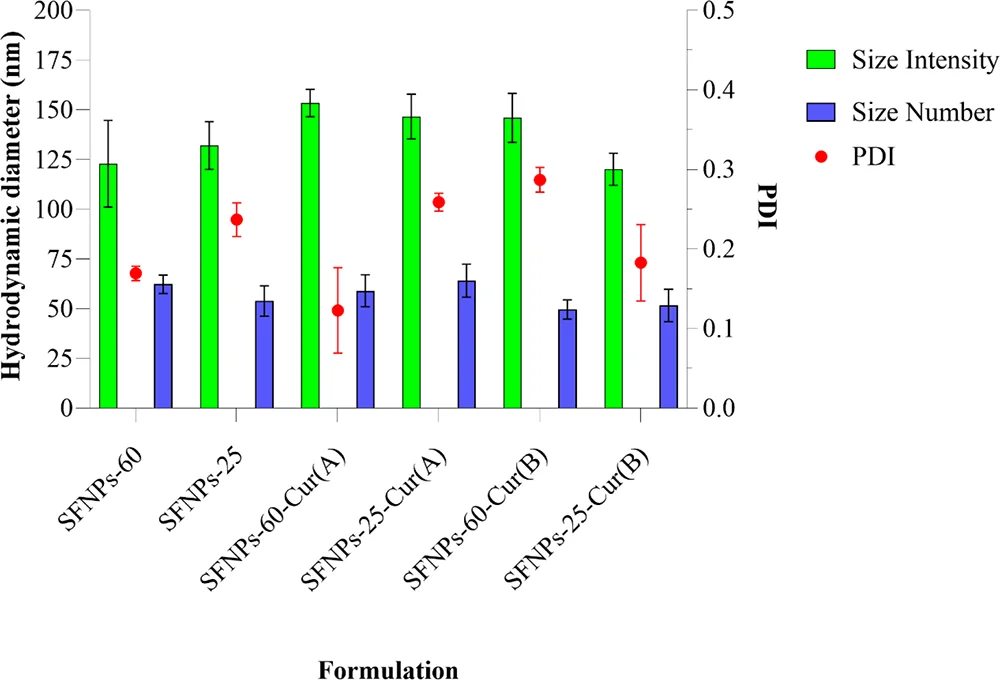 200
175
150
125
100
75
50
25
0
Hydrodynamic diameter (nm)
0.5
0.4
0.3
0.2
0.1
0.0
PDI
Size Intensity
Size Number
PDI
SFNPs-60
SFNPs-25
SFNPs-60-Cur(A)
SFNPs-25-Cur(A)
SFNPs-60-Cur(B)
SFNPs-25-Cur(B)
Formulation